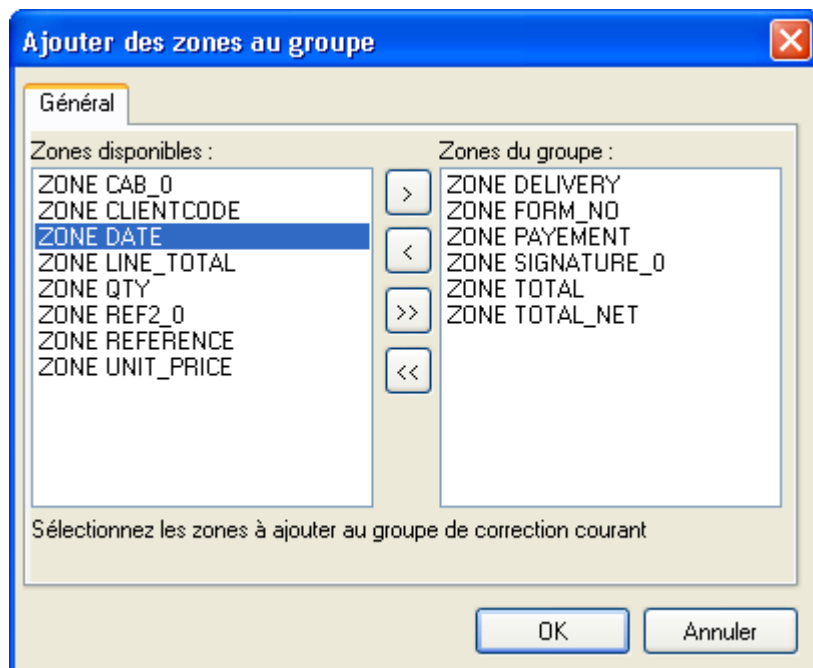 Ajouter des zones au groupe
Général
Zones disponibles :
ZONE CAB_0
ZONE CLIENTCODE
ZONE DATE
ZONE LINE_TOTAL
ZONE QTY
ZONE REF2_0
ZONE REFERENCE
ZONE UNIT_PRICE
>
<
>>
<<
Zones du groupe :
ZONE DELIVERY
ZONE FORM_NO
ZONE PAYEMENT
ZONE SIGNATURE_0
ZONE TOTAL
ZONE TOTAL_NET
Sélectionnez les zones à ajouter au groupe de correction courant
OK
Annuler